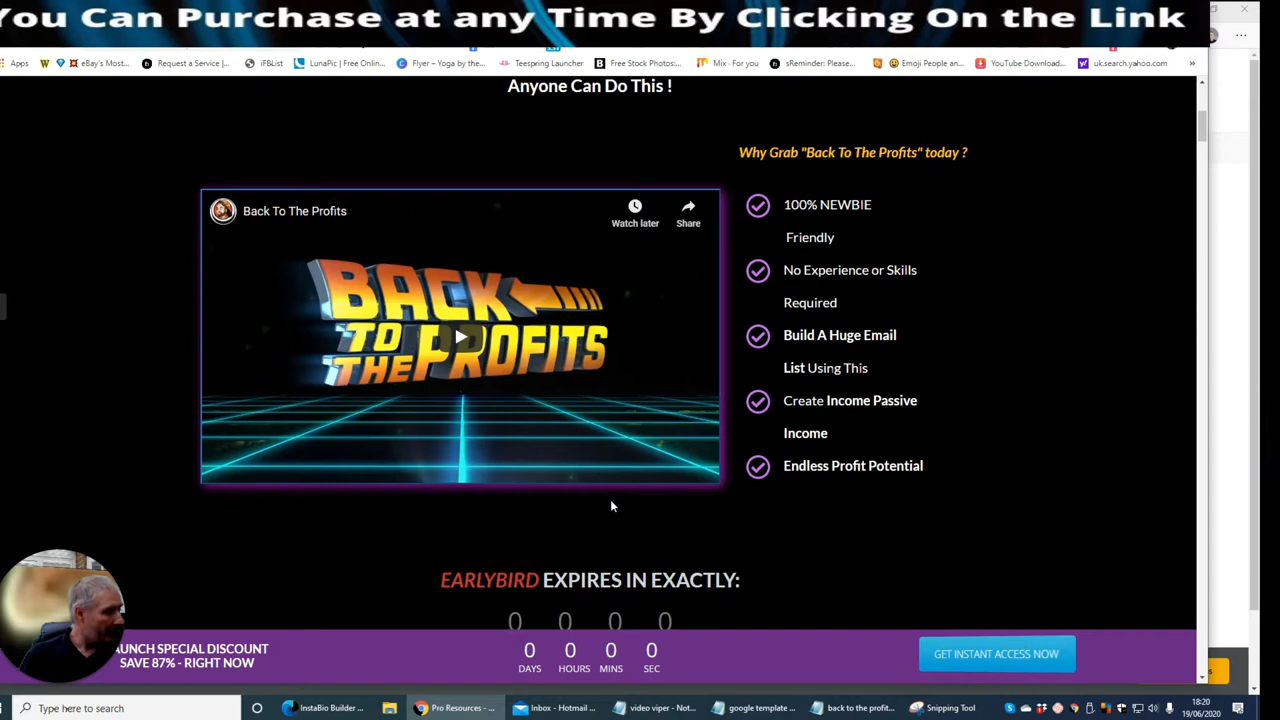 You Can Purchase at any Time By Clicking On the Link
Apps
eBay's Most...
Request a Service |...
iFBList
LunaPic | Free Onlin...
Flyer – Yoga by the...
Teespring Launcher
Free Stock Photos:...
Mix - For you
sReminder: Please...
Emoji People an...
YouTube Download...
uk.search.yahoo.com
»
Anyone Can Do This !
Why Grab "Back To The Profits" today ?
Back To The Profits
Watch later
Share
BACK
TO
THE PROFITS
100% NEWBIE
Friendly
No Experience or Skills
Required
Build A Huge Email
List Using This
Create Income Passive
Income
Endless Profit Potential
EARLYBIRD EXPIRES IN EXACTLY:
0 0 0 0
AUNCH SPECIAL DISCOUNT
SAVE 87% - RIGHT NOW
0 0 0 0
DAYS HOURS MINS SEC
GET INSTANT ACCESS NOW
Type here to search
InstaBio Builder ...
Pro Resources - ...
Inbox - Hotmail ...
video viper - Not...
google template ...
back to the profit...
Snipping Tool
18:20
19/06/2020